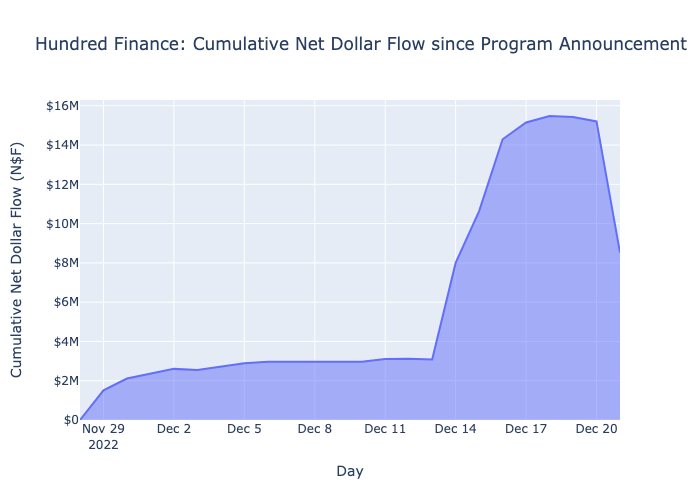 Hundred Finance: Cumulative Net Dollar Flow since Program Announcement
Cumulative Net Dollar Flow (N$F)
$16M
$14M
$12M
$10M
$8M
$6M
$4M
$2M
$0
Nov 29 Dec 2 Dec 5 Dec 8 Dec 11 Dec 14 Dec 17 Dec 20
2022
Day